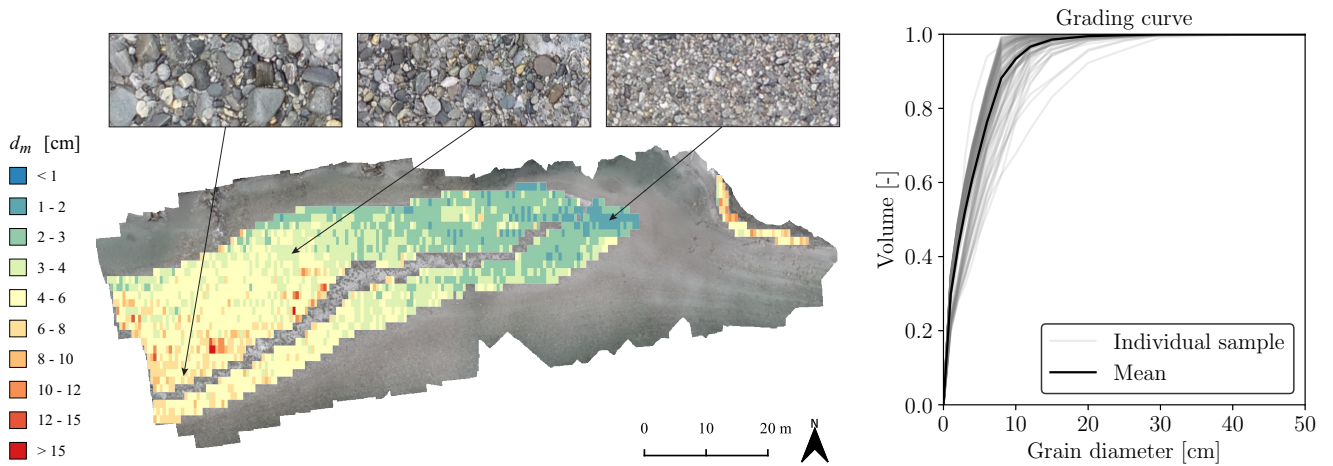 d_m [cm]
< 1
1 - 2
2 - 3
3 - 4
4 - 6
6 - 8
8 - 10
10 - 12
12 - 15
> 15
0 10 20 m
N
Grading curve
Volume [-]
1.0
0.8
0.6
0.4
0.2
0.0
Individual sample
Mean
0 10 20 30 40 50
Grain diameter [cm]